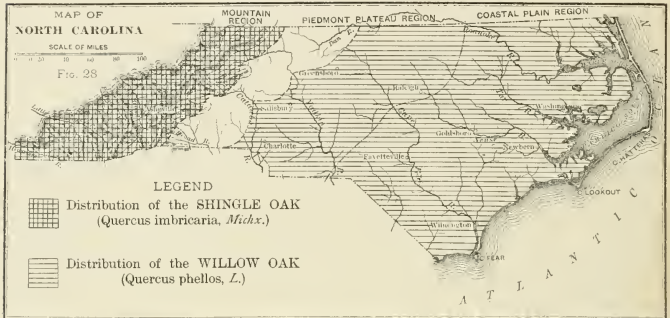 MAP OF
NORTH CAROLINA
SCALE OF MILES
FIG. 28
MOUNTAIN
REGION
PIEDMONT PLATEAU REGION
COASTAL PLAIN REGION
Greensboro
Raleigh
Salisbury
Charlotte
Goldsboro
Newbern
Fayetteville
Wilmington
C. HATTERAS
C. LOOKOUT
C. FEAR
ATLANTIC
LEGEND
Distribution of the SHINGLE OAK
(Quercus imbricaria, Michx.)
Distribution of the WILLOW OAK
(Quercus phellos, L.)